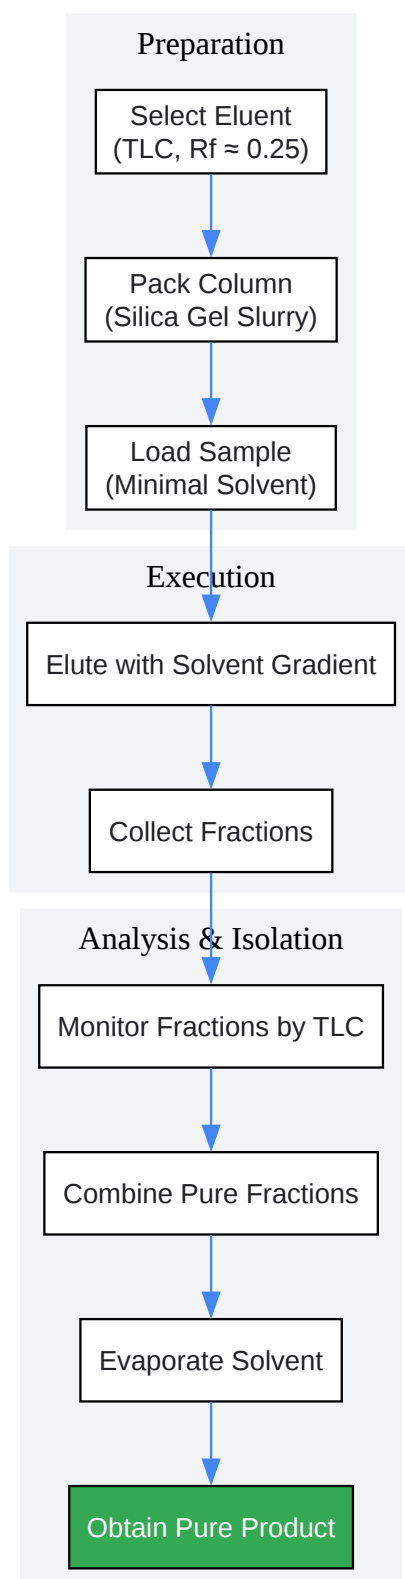 Preparation
Select Eluent
(TLC, Rf ≈ 0.25)
Pack Column
(Silica Gel Slurry)
Load Sample
(Minimal Solvent)
Execution
Elute with Solvent Gradient
Collect Fractions
Analysis & Isolation
Monitor Fractions by TLC
Combine Pure Fractions
Evaporate Solvent
Obtain Pure Product